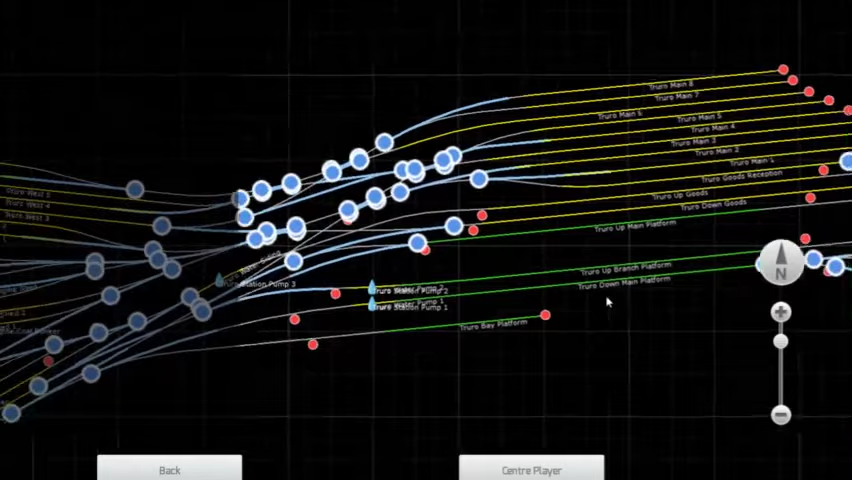 Truro Main 8
Truro Main 7
Truro Main 6
Truro Main 5
Truro Main 4
Truro Main 3
Truro Main 2
Truro Main 1
Truro Goods Reception
Truro Up Goods
Truro Down Goods
Truro Up Main Platform
Truro Up Branch Platform
Truro Down Main Platform
Truro Bay Platform
Truro Station Pump 3
Truro Water Pump 2
Truro Station Pump 2
Truro Water Pump 1
Truro Station Pump 1
N
Back
Centre Player